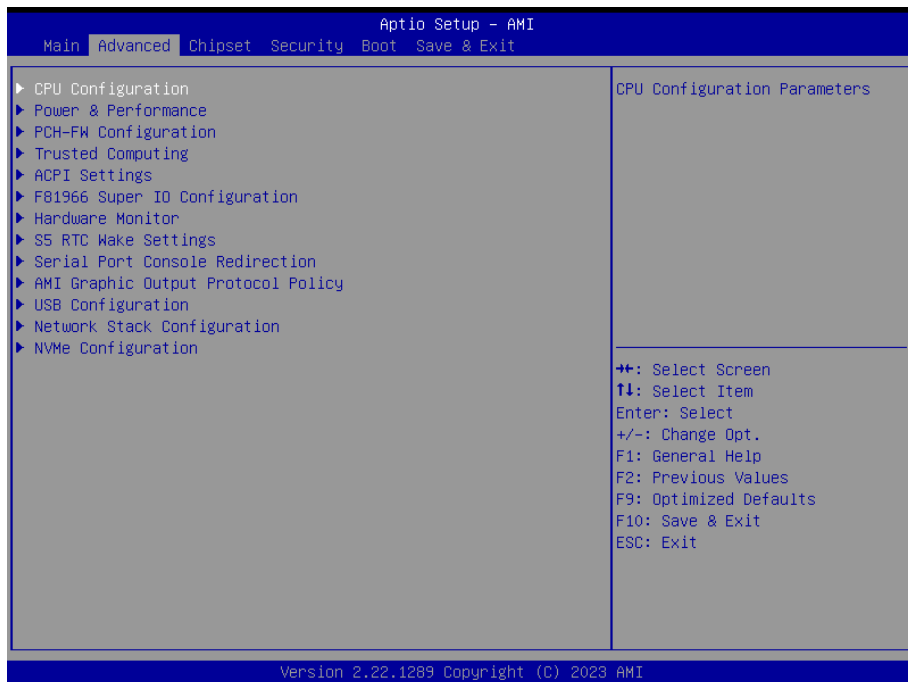 Aptio Setup – AMI
Main Advanced Chipset Security Boot Save & Exit
▶ CPU Configuration
▶ Power & Performance
▶ PCH-FW Configuration
▶ Trusted Computing
▶ ACPI Settings
▶ F81966 Super IO Configuration
▶ Hardware Monitor
▶ S5 RTC Wake Settings
▶ Serial Port Console Redirection
▶ AMI Graphic Output Protocol Policy
▶ USB Configuration
▶ Network Stack Configuration
▶ NVMe Configuration
CPU Configuration Parameters
→←: Select Screen
↑↓: Select Item
Enter: Select
+/-: Change Opt.
F1: General Help
F2: Previous Values
F9: Optimized Defaults
F10: Save & Exit
ESC: Exit
Version 2.22.1289 Copyright (C) 2023 AMI